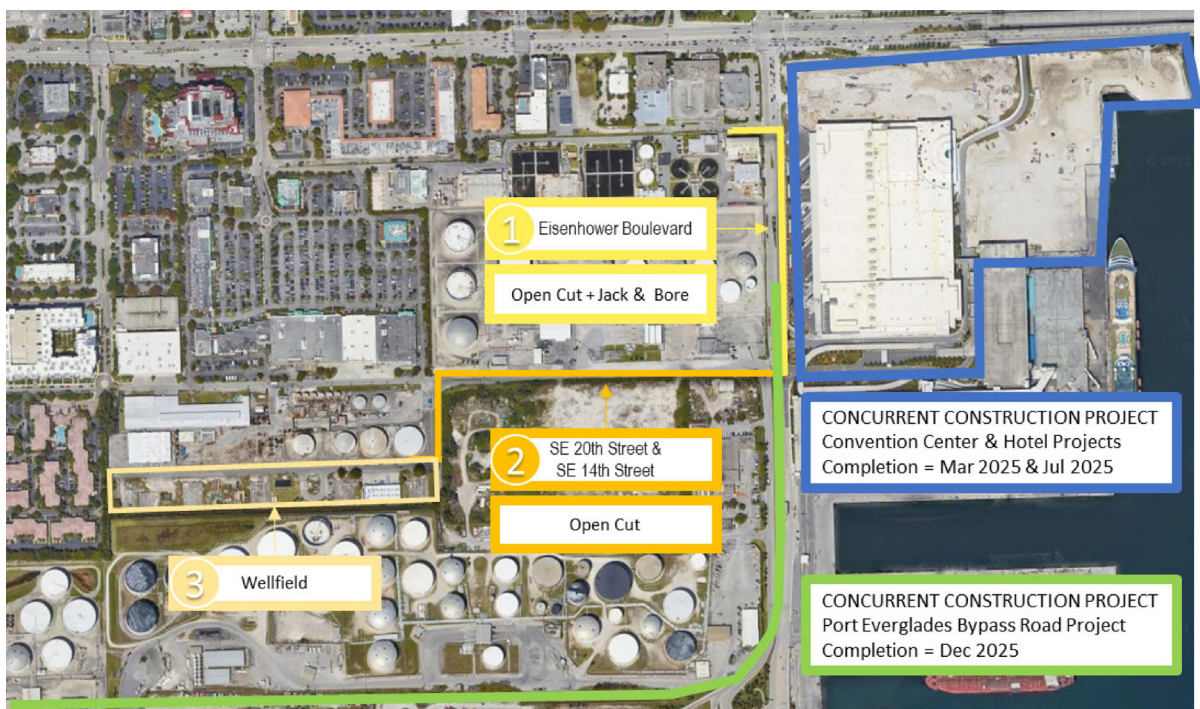 1
Eisenhower Boulevard
Open Cut + Jack & Bore
2
SE 20th Street &
SE 14th Street
Open Cut
3
Wellfield
CONCURRENT CONSTRUCTION PROJECT
Convention Center & Hotel Projects
Completion = Mar 2025 & Jul 2025
CONCURRENT CONSTRUCTION PROJECT
Port Everglades Bypass Road Project
Completion = Dec 2025